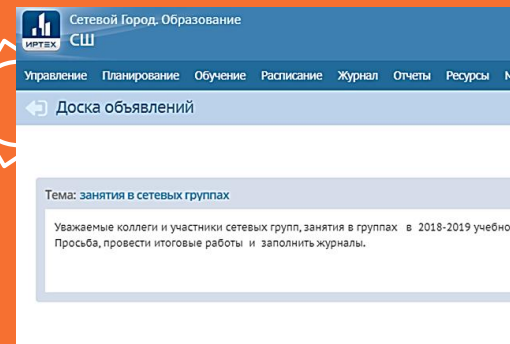 Сетевой Город. Образование
ИРТЕХ СШ
Управление Планирование Обучение Расписание Журнал Отчеты Ресурсы
Доска объявлений
Тема: занятия в сетевых группах
Уважаемые коллеги и участники сетевых групп, занятия в группах в 2018-2019 учебно
Просьба, провести итоговые работы и заполнить журналы.